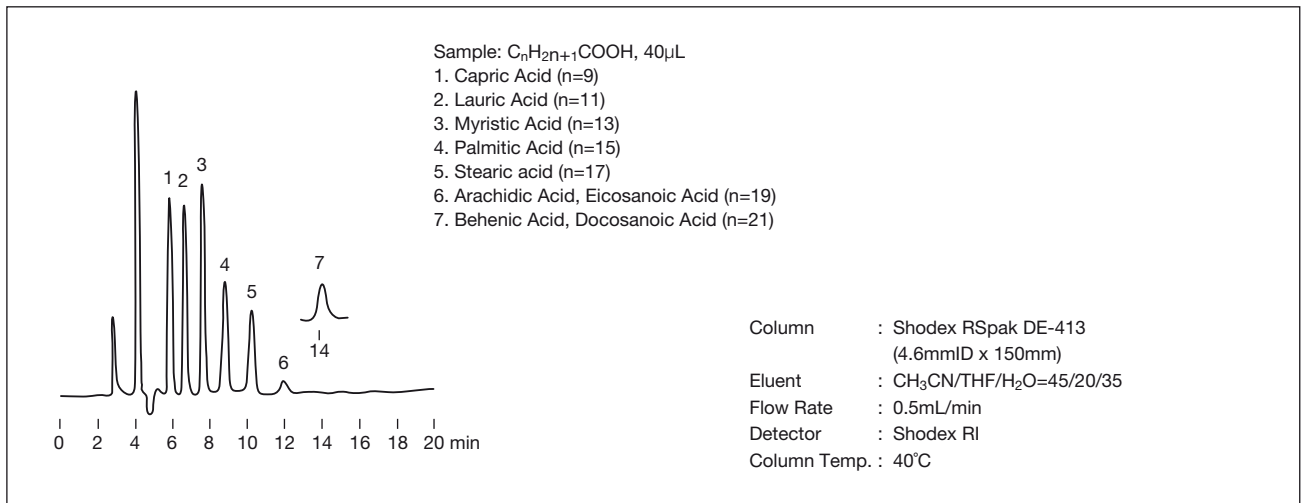 Sample: CₙH₂ₙ₊₁COOH, 40µL
1. Capric Acid (n=9)
2. Lauric Acid (n=11)
3. Myristic Acid (n=13)
4. Palmitic Acid (n=15)
5. Stearic acid (n=17)
6. Arachidic Acid, Eicosanoic Acid (n=19)
7. Behenic Acid, Docosanoic Acid (n=21)
1 2 3 4 5 6 7
14
0 2 4 6 8 10 12 14 16 18 20 min
Column : Shodex RSpak DE-413
(4.6mmID x 150mm)
Eluent : CH₃CN/THF/H₂O=45/20/35
Flow Rate : 0.5mL/min
Detector : Shodex RI
Column Temp. : 40˚C